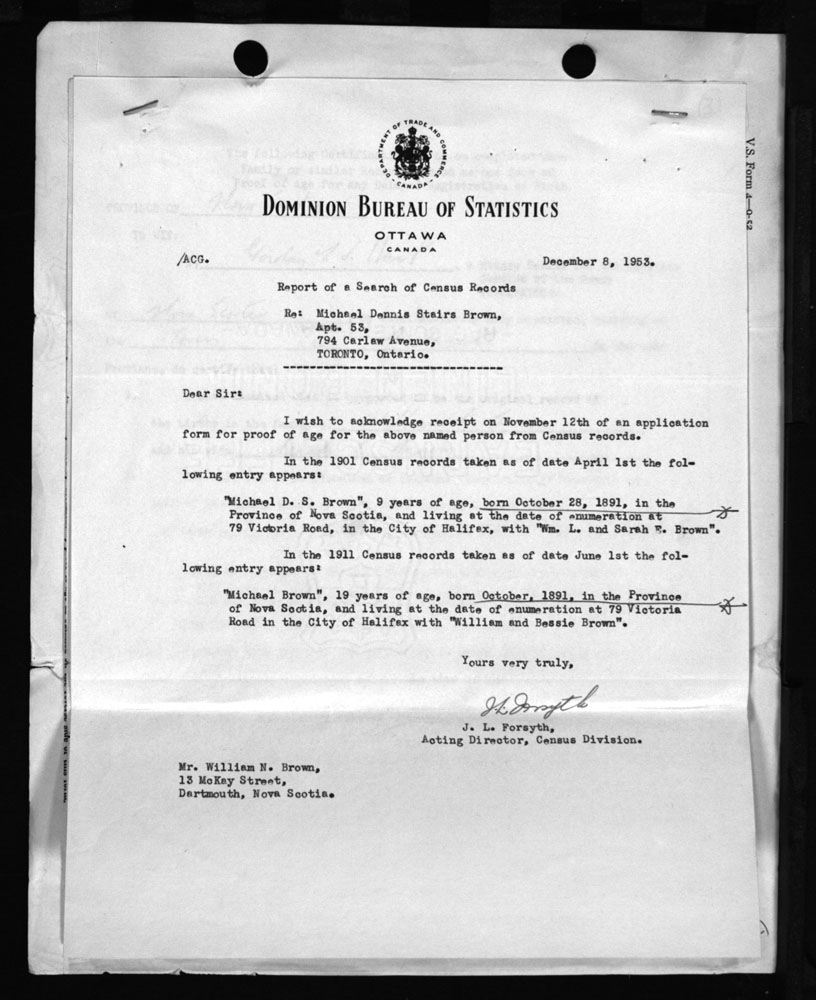 DEPARTMENT OF TRADE AND COMMERCE
- CANADA -
DOMINION BUREAU OF STATISTICS
OTTAWA
CANADA
V.S. Form 4—9-52
/ACG.
December 8, 1953.
Report of a Search of Census Records
Re: Michael Dennis Stairs Brown,
Apt. 53,
794 Carlaw Avenue,
TORONTO, Ontario.
Dear Sir:
I wish to acknowledge receipt on November 12th of an application
form for proof of age for the above named person from Census records.
In the 1901 Census records taken as of date April 1st the fol-
lowing entry appears:
"Michael D. S. Brown", 9 years of age, born October 28, 1891, in the
Province of Nova Scotia, and living at the date of enumeration at
79 Victoria Road, in the City of Halifax, with "Wm. L. and Sarah E. Brown".
In the 1911 Census records taken as of date June 1st the fol-
lowing entry appears:
"Michael Brown", 19 years of age, born October, 1891, in the Province
of Nova Scotia, and living at the date of enumeration at 79 Victoria
Road in the City of Halifax with "William and Bessie Brown".
Yours very truly,
J L Forsyth
J. L. Forsyth,
Acting Director, Census Division.
Mr. William N. Brown,
13 McKay Street,
Dartmouth, Nova Scotia.